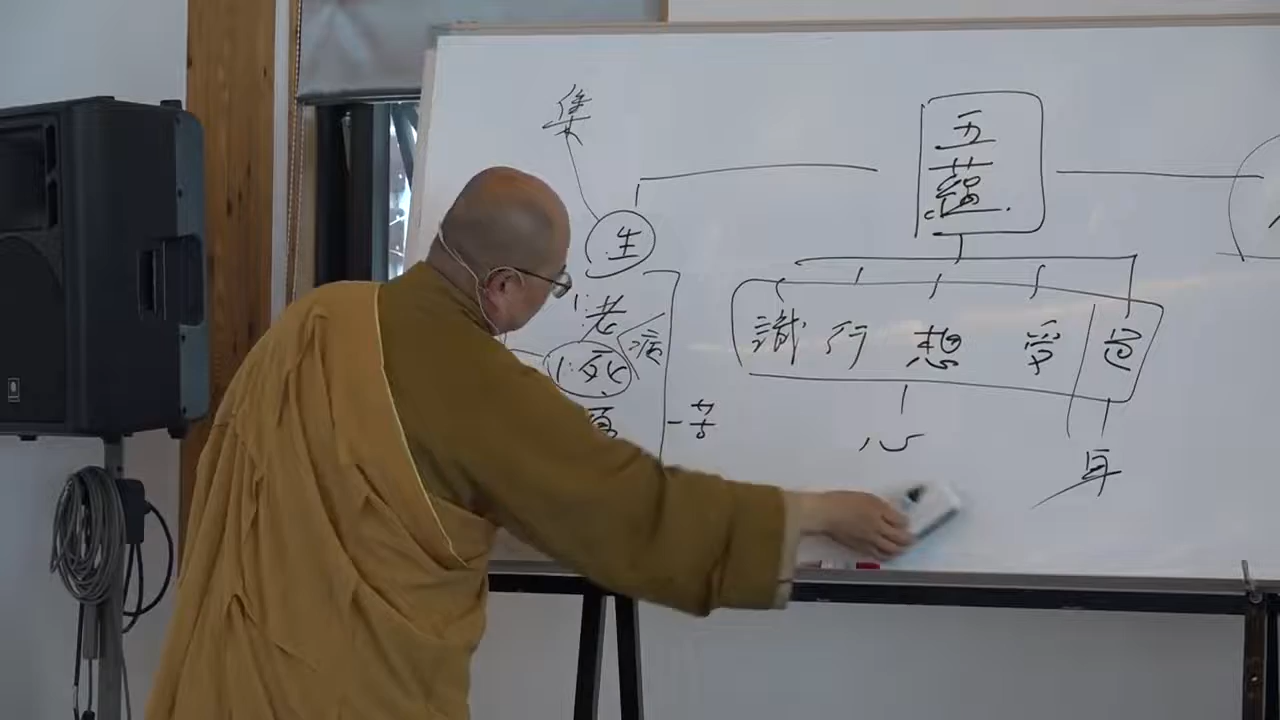 集
五
蘊
生
老
病
死
識 行 想 受 色
苦
心
身